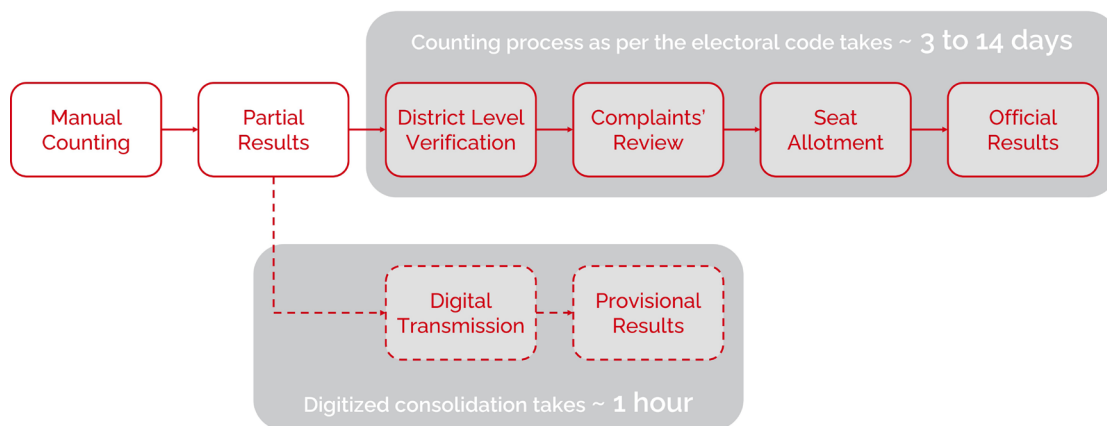 Counting process as per the electoral code takes ~ 3 to 14 days
Manual
Counting
Partial
Results
District Level
Verification
Complaints'
Review
Seat
Allotment
Official
Results
Digital
Transmission
Provisional
Results
Digitized consolidation takes ~ 1 hour